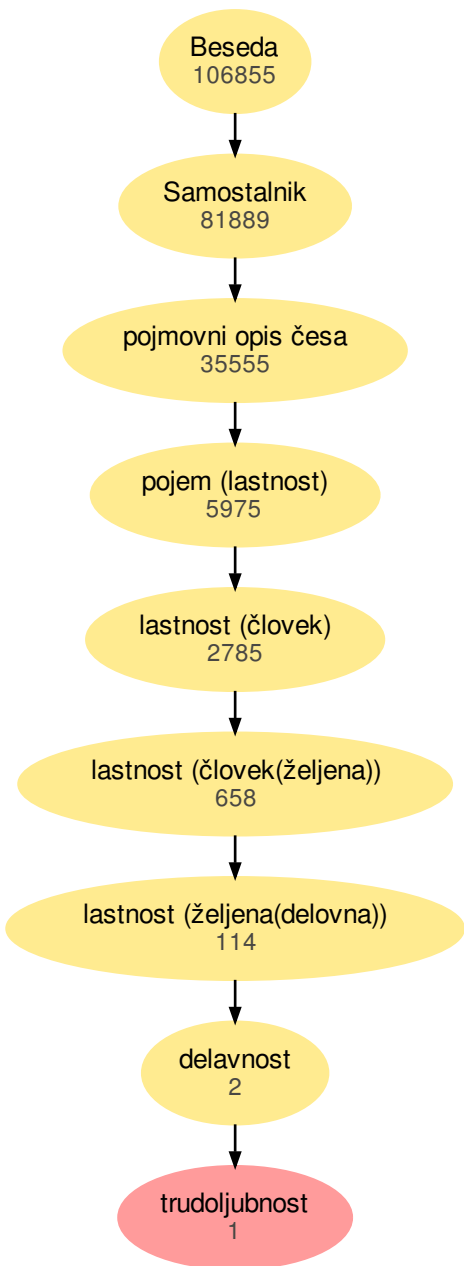 Beseda
106855
Samostalnik
81889
pojmovni opis česa
35555
pojem (lastnost)
5975
lastnost (človek)
2785
lastnost (človek(željena))
658
lastnost (željena(delovna))
114
delavnost
2
trudoljubnost
1